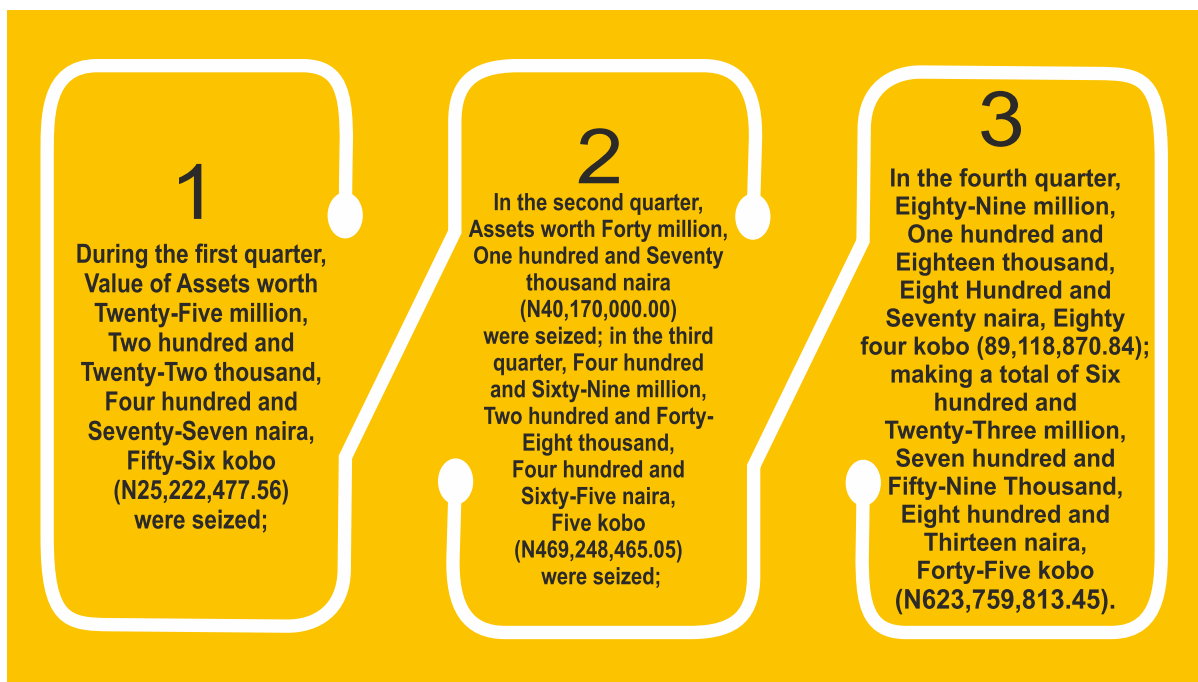 1
During the first quarter,
Value of Assets worth
Twenty-Five million,
Two hundred and
Twenty-Two thousand,
Four hundred and
Seventy-Seven naira,
Fifty-Six kobo
(N25,222,477.56)
were seized;
2
In the second quarter,
Assets worth Forty million,
One hundred and Seventy
thousand naira
(N40,170,000.00)
were seized; in the third
quarter, Four hundred
and Sixty-Nine million,
Two hundred and Forty-
Eight thousand,
Four hundred and
Sixty-Five naira,
Five kobo
(N469,248,465.05)
were seized;
3
In the fourth quarter,
Eighty-Nine million,
One hundred and
Eighteen thousand,
Eight Hundred and
Seventy naira, Eighty
four kobo (89,118,870.84);
making a total of Six
hundred and
Twenty-Three million,
Seven hundred and
Fifty-Nine Thousand,
Eight hundred and
Thirteen naira,
Forty-Five kobo
(N623,759,813.45).